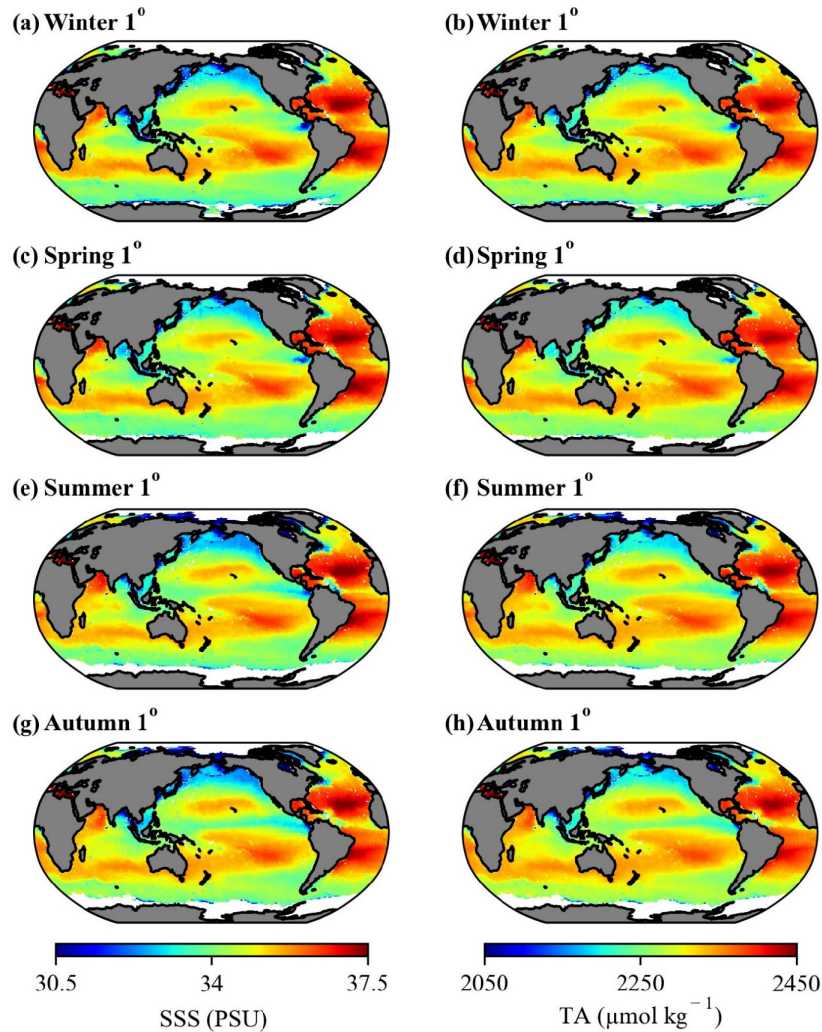 (a) Winter 1°
(b) Winter 1°
(c) Spring 1°
(d) Spring 1°
(e) Summer 1°
(f) Summer 1°
(g) Autumn 1°
(h) Autumn 1°
30.5 34 37.5
2050 2250 2450
SSS (PSU)
TA (μmol kg⁻¹)